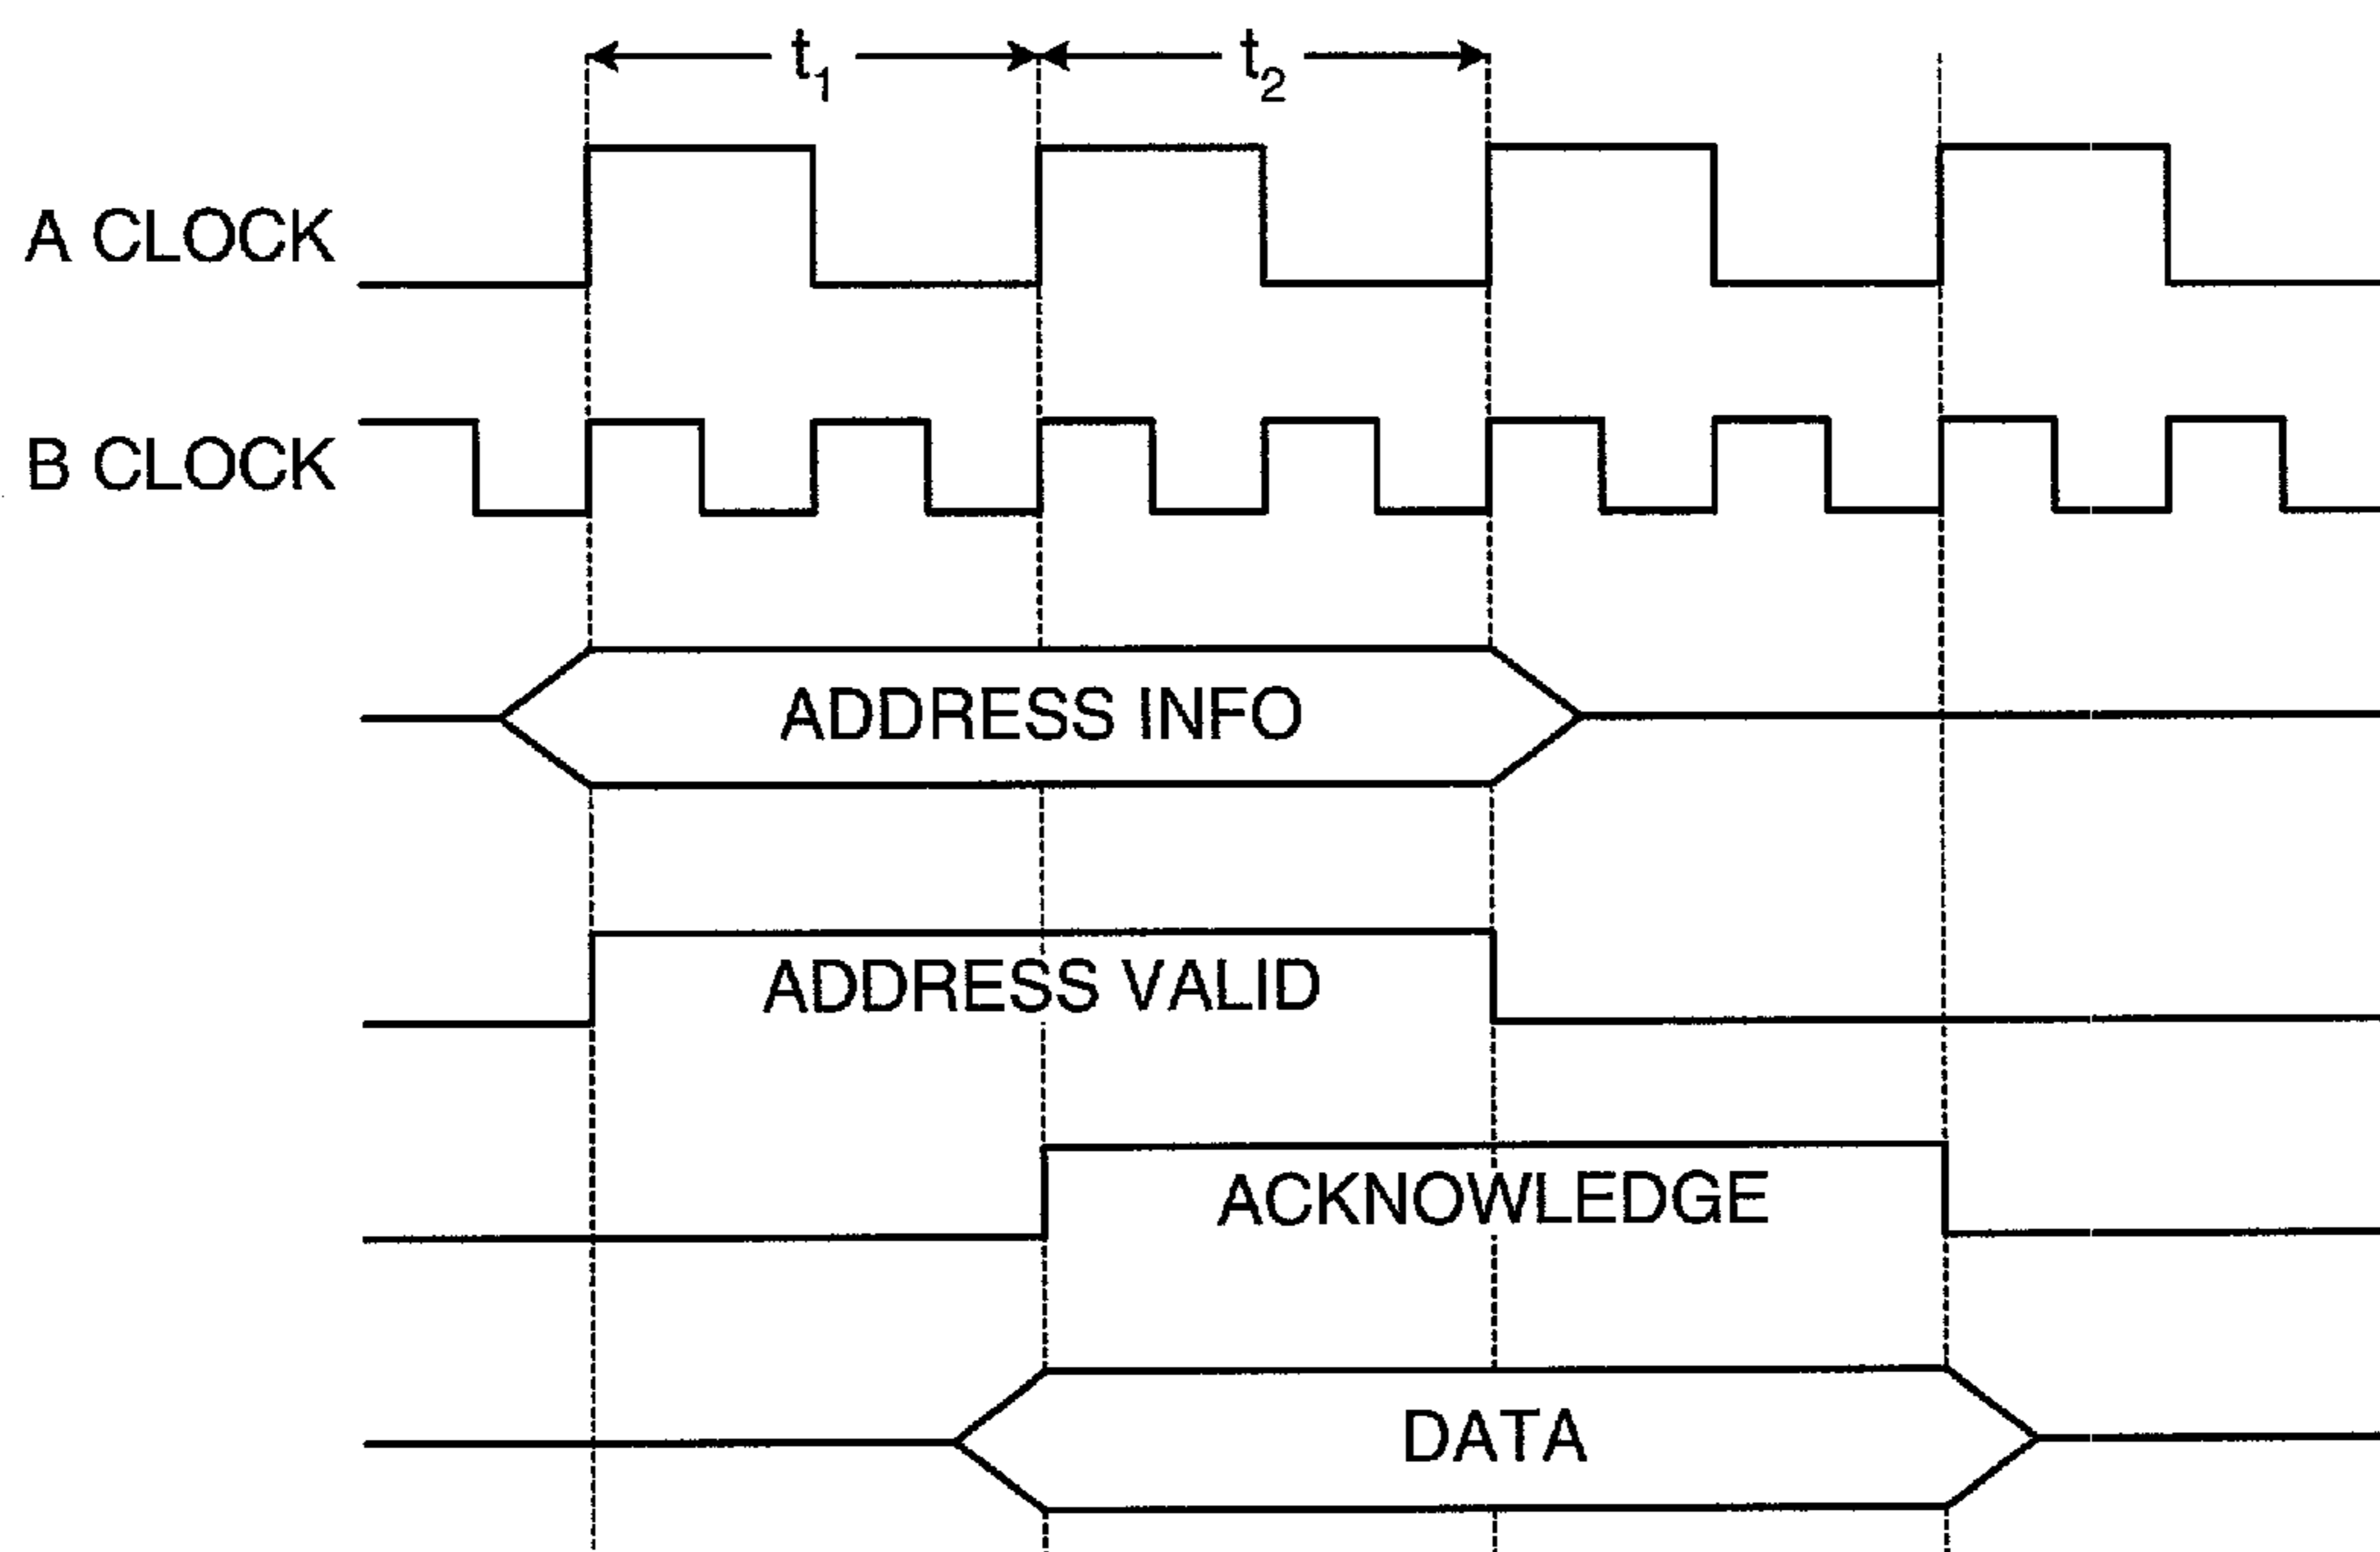 t1 t2
A CLOCK
B CLOCK
ADDRESS INFO
ADDRESS VALID
ACKNOWLEDGE
DATA